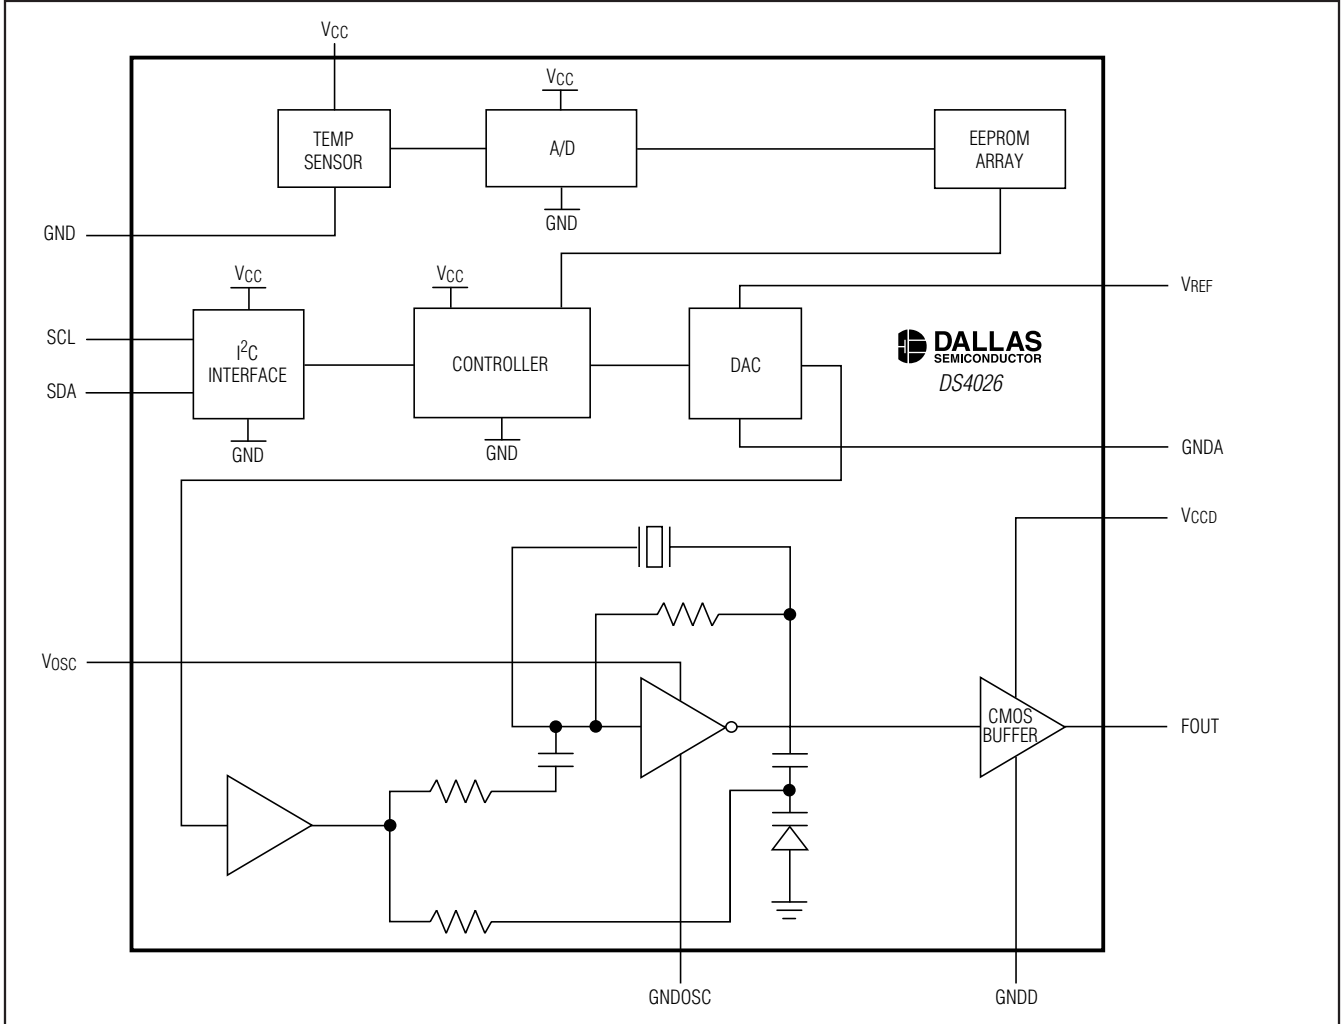 VCC
VCC
TEMP
SENSOR
A/D
EEPROM
ARRAY
GND
GND
VCC
VCC
VREF
SCL
I2C
INTERFACE
CONTROLLER
DAC
DALLAS
SEMICONDUCTOR
DS4026
SDA
GND
GND
GNDA
VCCD
VOSC
CMOS
BUFFER
FOUT
GNDOSC
GNDD